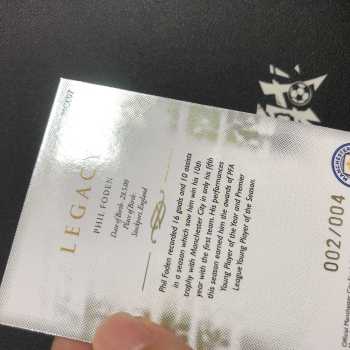 LEGACY
PHIL FODEN
Date of Birth: 28.5.00
Place of Birth:
Stockport, England
Phil Foden recorded 16 goals and 10 assists
in a season which saw him win his 10th
trophy with Manchester City in only his fifth
year with the first team. His performances
this season earned him the awards of PFA
Young Player of the Year and Premier
League Young Player of the Season.
002/004
MANCHESTER